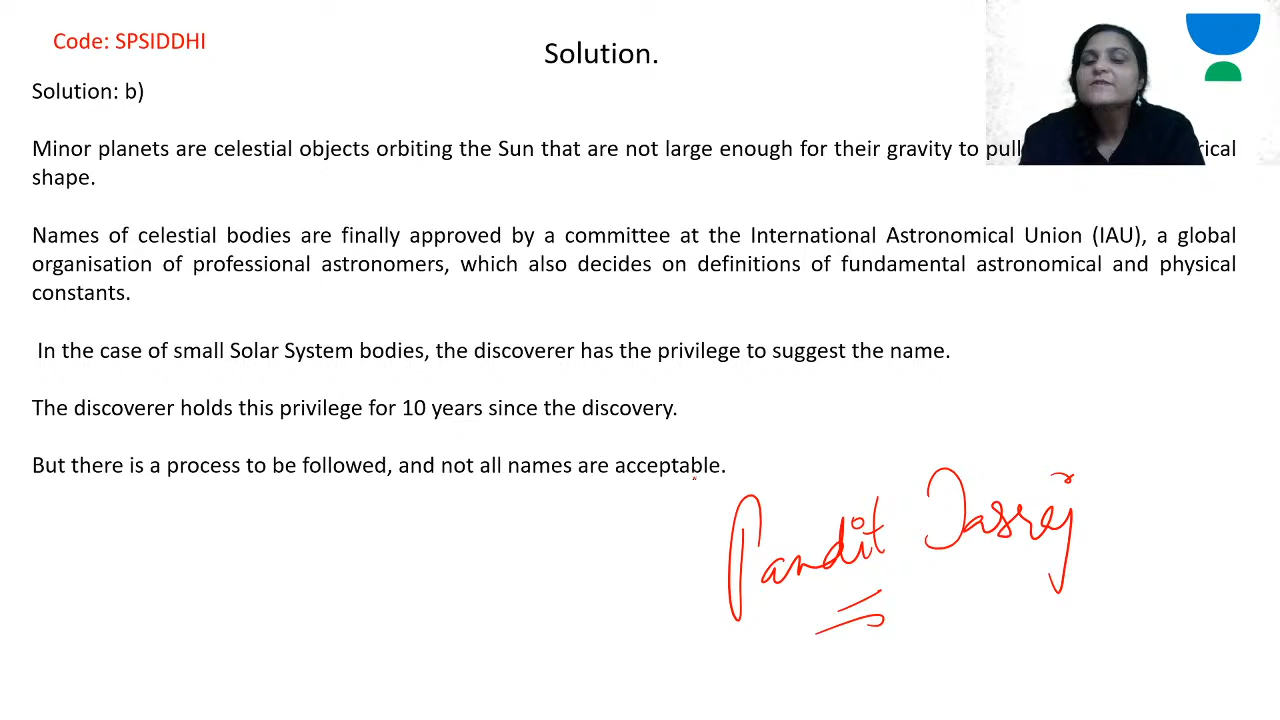 Code: SPSIDDHI
Solution.
Solution: b)
Minor planets are celestial objects orbiting the Sun that are not large enough for their gravity to pull rical
shape.
Names of celestial bodies are finally approved by a committee at the International Astronomical Union (IAU), a global
organisation of professional astronomers, which also decides on definitions of fundamental astronomical and physical
constants.
In the case of small Solar System bodies, the discoverer has the privilege to suggest the name.
The discoverer holds this privilege for 10 years since the discovery.
But there is a process to be followed, and not all names are acceptable.
Pandit Jasraj